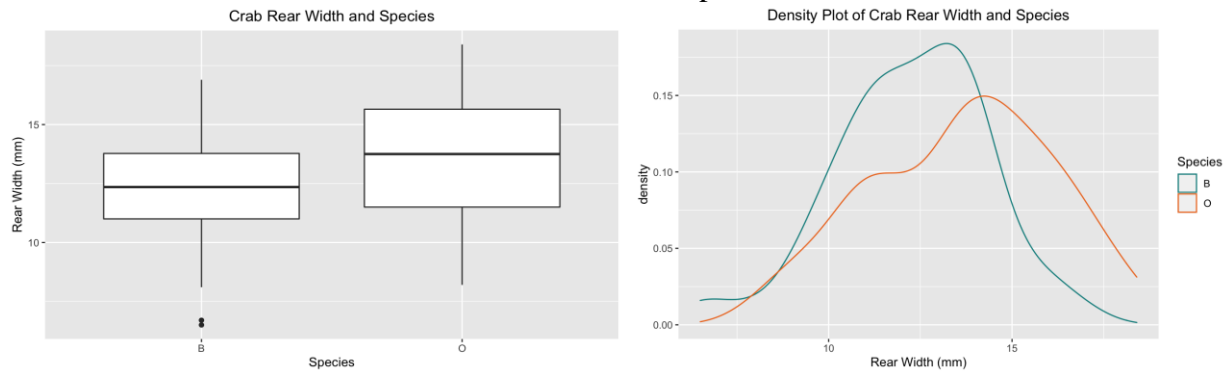 Crab Rear Width and Species
Rear Width (mm)
15
10
B
O
Species
Density Plot of Crab Rear Width and Species
density
0.15
0.10
0.05
0.00
10
15
Rear Width (mm)
Species
B
O